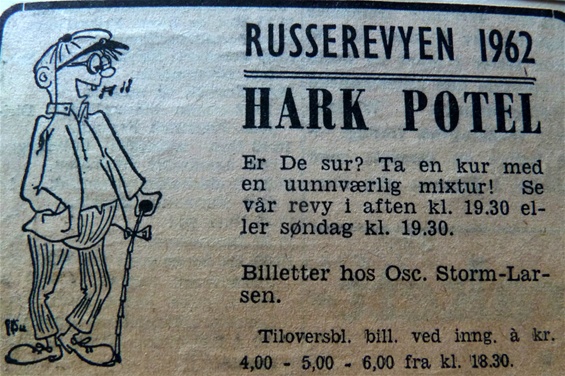 RUSSEREVYEN 1962
HARK POTEL
Er De sur? Ta en kur med
en uunnværlig mixtur! Se
vår revy i aften kl. 19.30 el-
ler søndag kl. 19.30.
Billetter hos Osc. Storm-Lar-
sen.
Tiloversbl. bill. ved inng. à kr.
4,00 - 5,00 - 6,00 fra kl. 18.30.